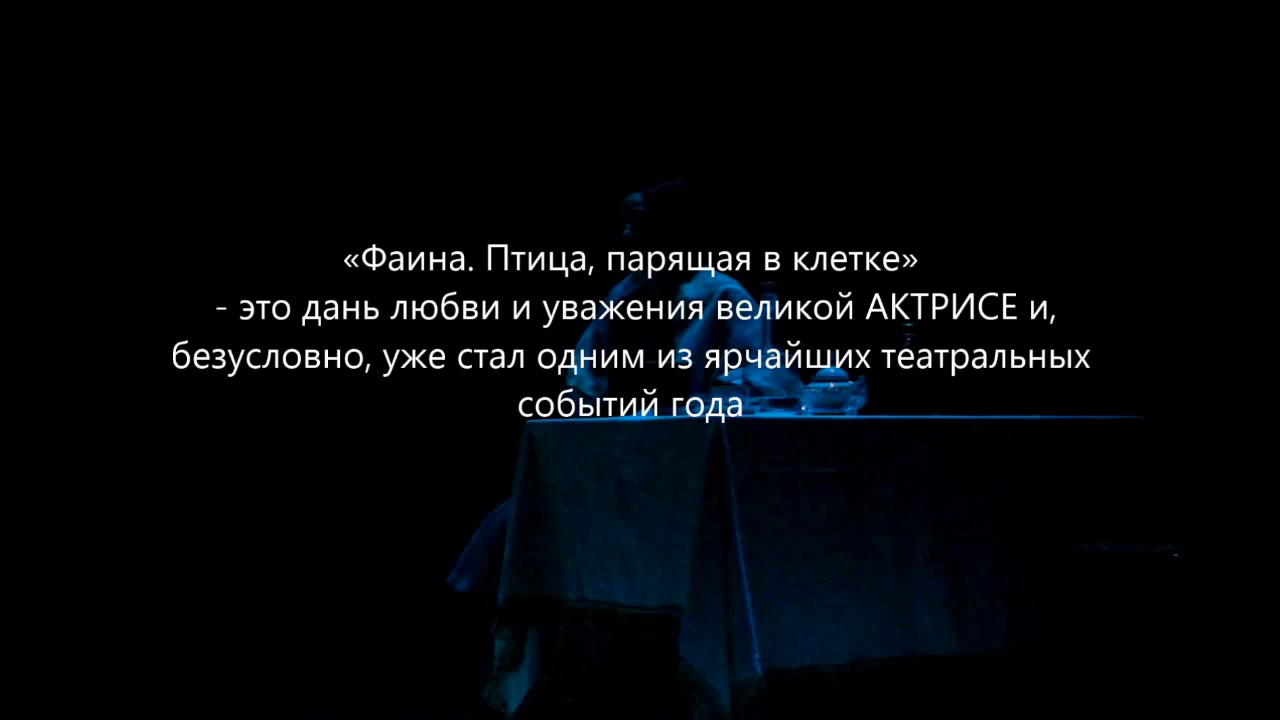 «Фаина. Птица, парящая в клетке»
- это дань любви и уважения великой АКТРИСЕ и,
безусловно, уже стал одним из ярчайших театральных
событий года